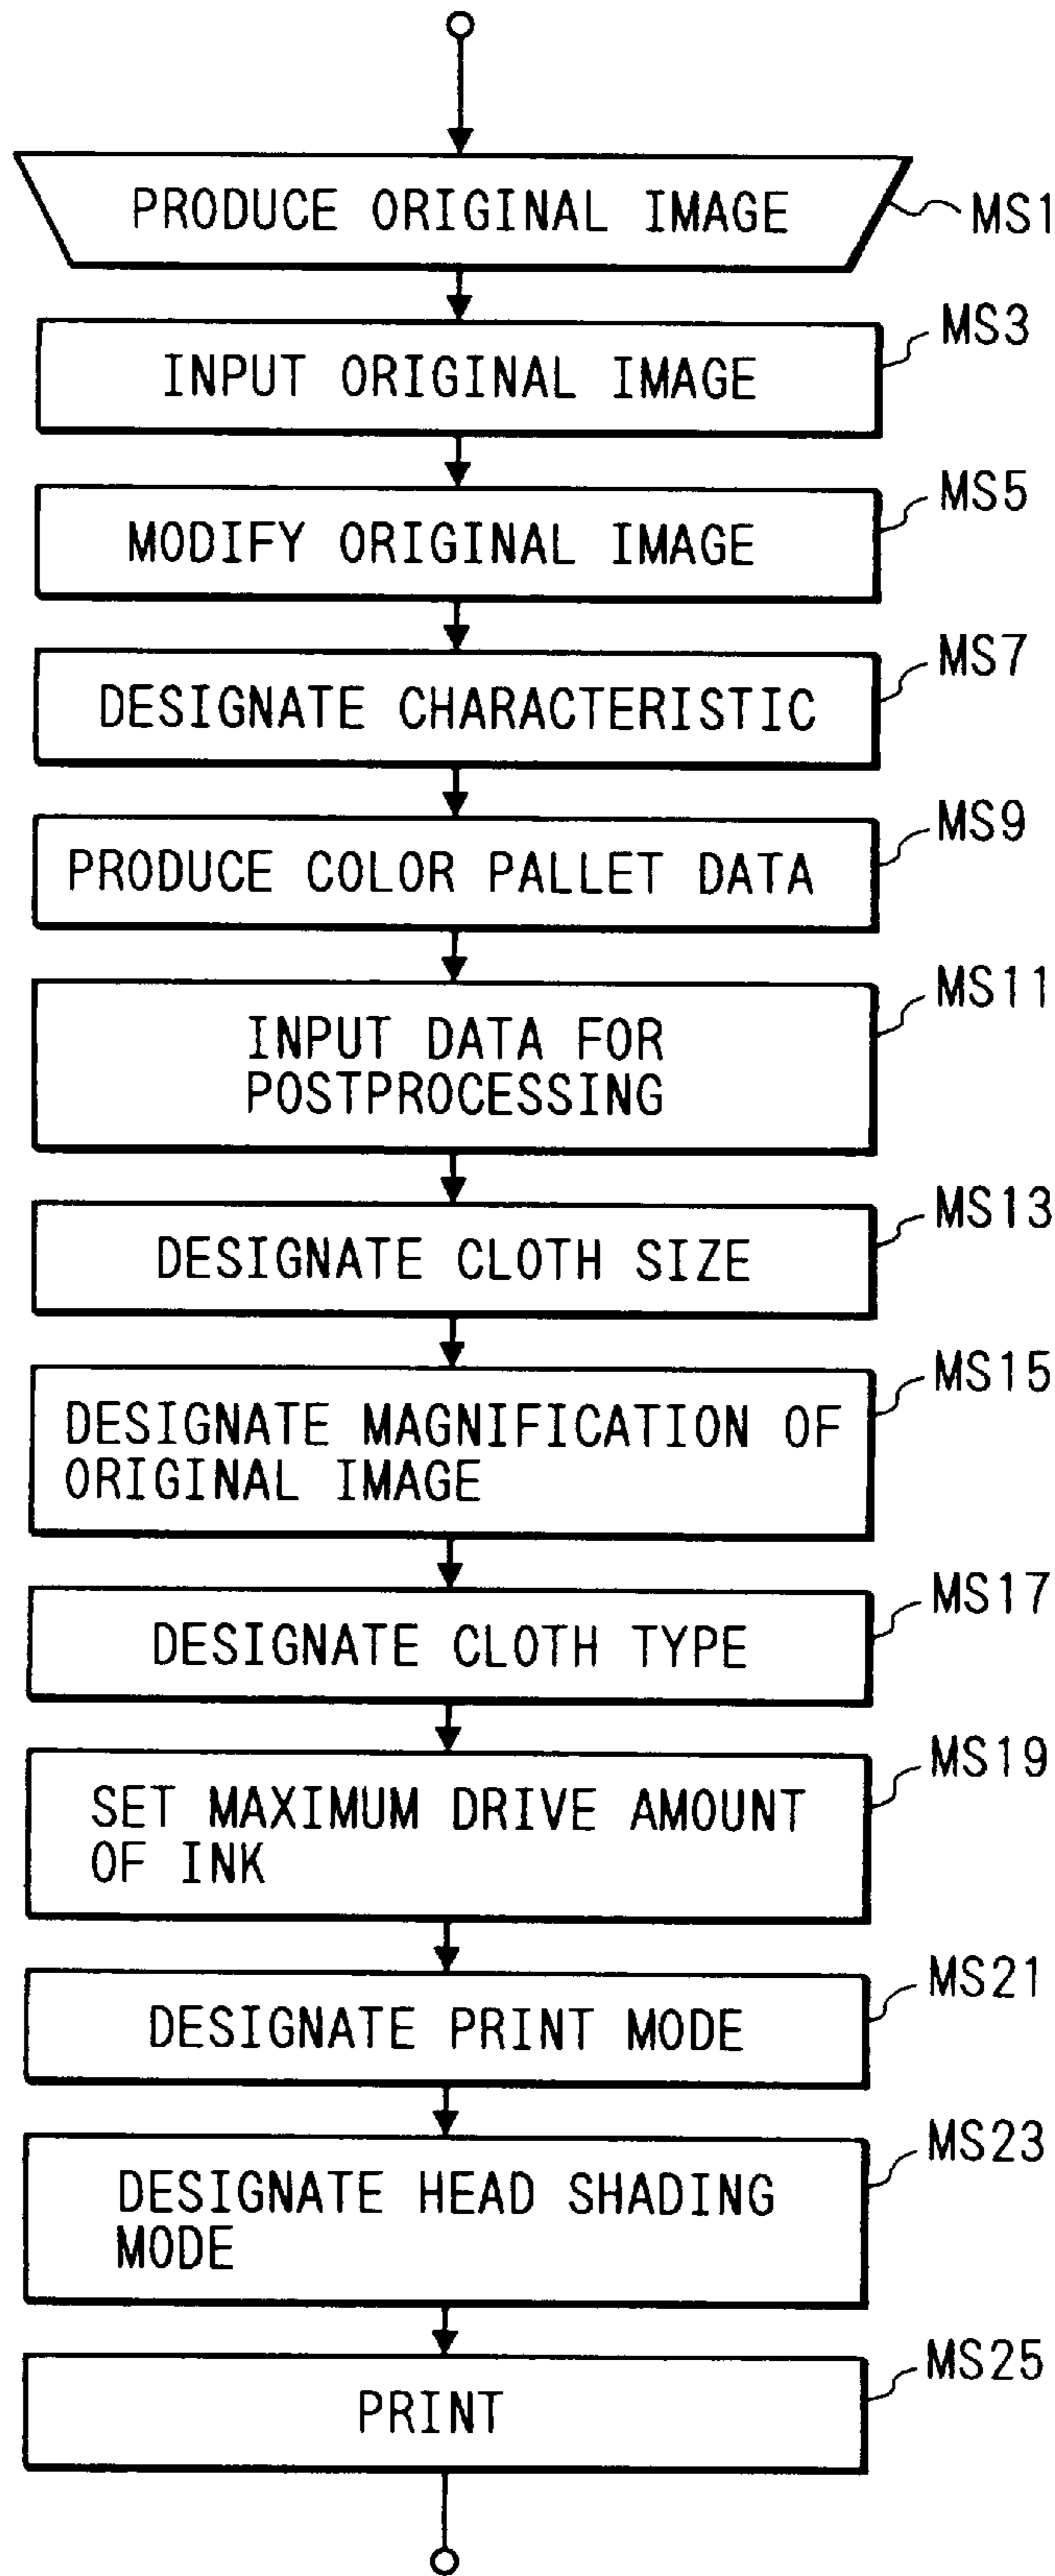 PRODUCE ORIGINAL IMAGE
MS1
INPUT ORIGINAL IMAGE
MS3
MODIFY ORIGINAL IMAGE
MS5
DESIGNATE CHARACTERISTIC
MS7
PRODUCE COLOR PALLET DATA
MS9
INPUT DATA FOR
POSTPROCESSING
MS11
DESIGNATE CLOTH SIZE
MS13
DESIGNATE MAGNIFICATION OF
ORIGINAL IMAGE
MS15
DESIGNATE CLOTH TYPE
MS17
SET MAXIMUM DRIVE AMOUNT
OF INK
MS19
DESIGNATE PRINT MODE
MS21
DESIGNATE HEAD SHADING
MODE
MS23
PRINT
MS25